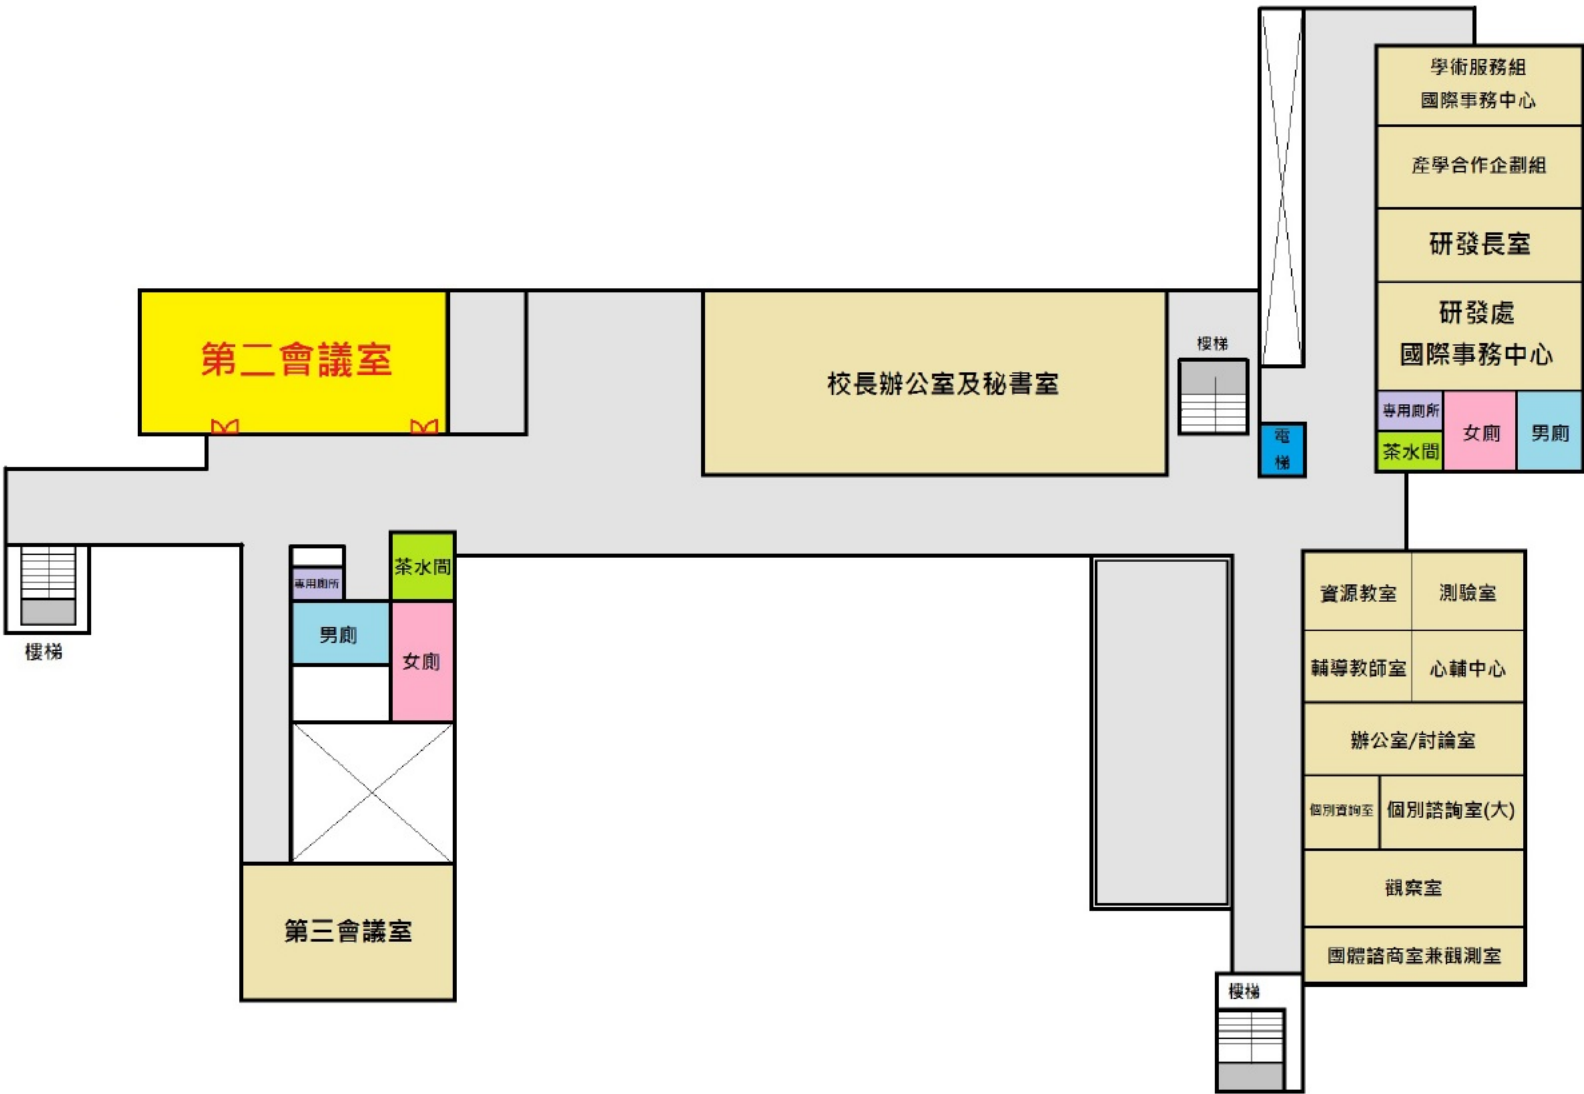 學術服務組
國際事務中心
產學合作企劃組
研發長室
研發處
國際事務中心
專用廁所
茶水間
女廁
男廁
第二會議室
校長辦公室及秘書室
樓梯
電
梯
樓梯
茶水間
專用廁所
男廁
女廁
第三會議室
資源教室
測驗室
輔導教師室
心輔中心
辦公室/討論室
個別資詢至
個別諮詢室(大)
觀察室
團體諮商室兼觀測室
樓梯